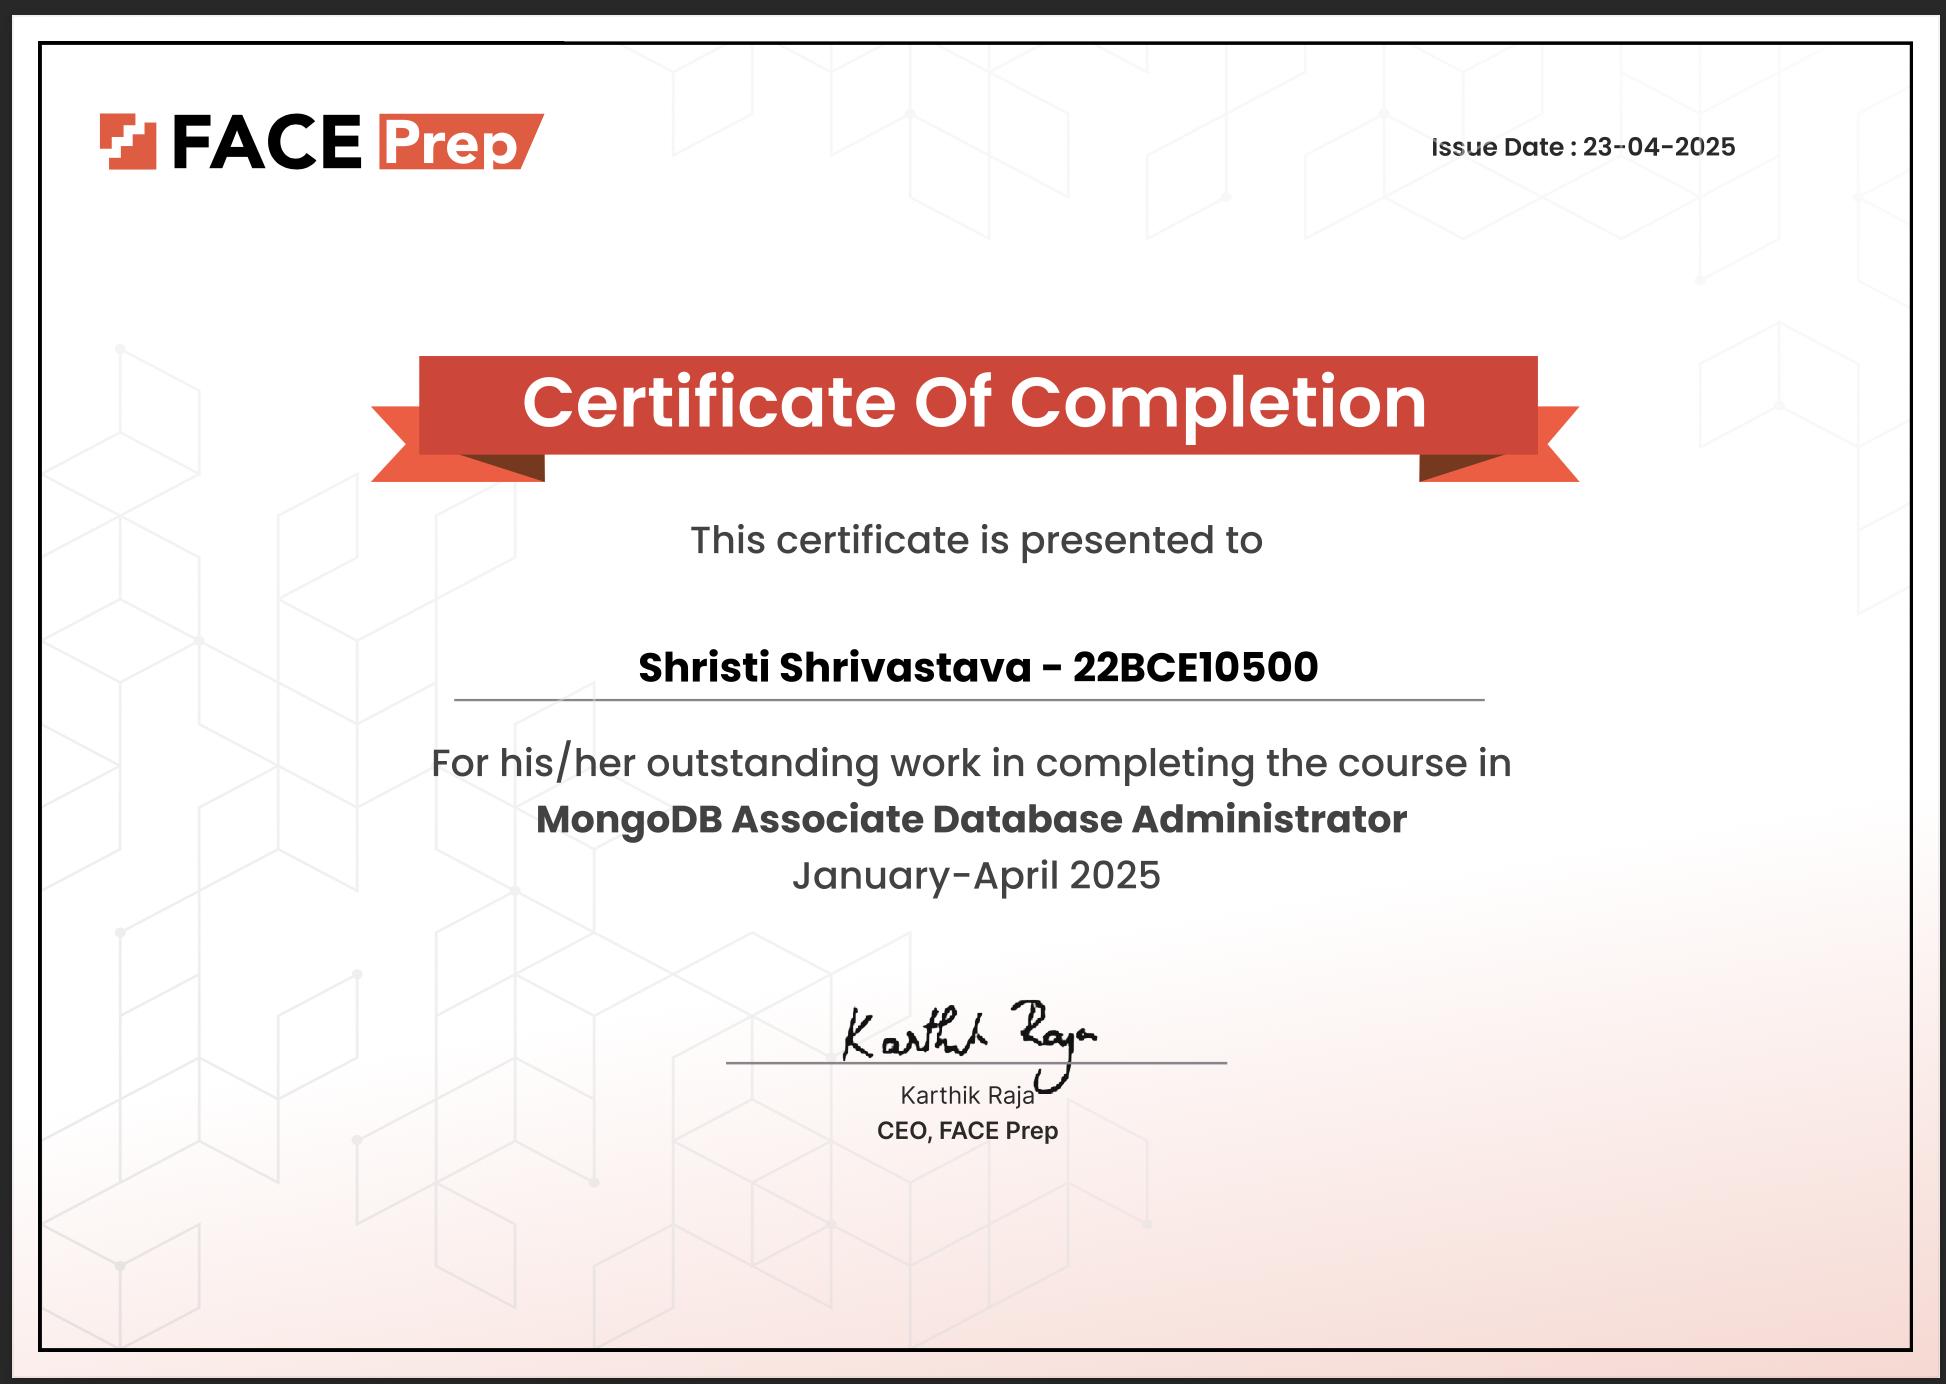 FACE Prep
Issue Date : 23-04-2025
Certificate Of Completion
This certificate is presented to
Shristi Shrivastava - 22BCE10500
For his/her outstanding work in completing the course in
MongoDB Associate Database Administrator
January-April 2025
Karthik Raja
Karthik Raja
CEO, FACE Prep